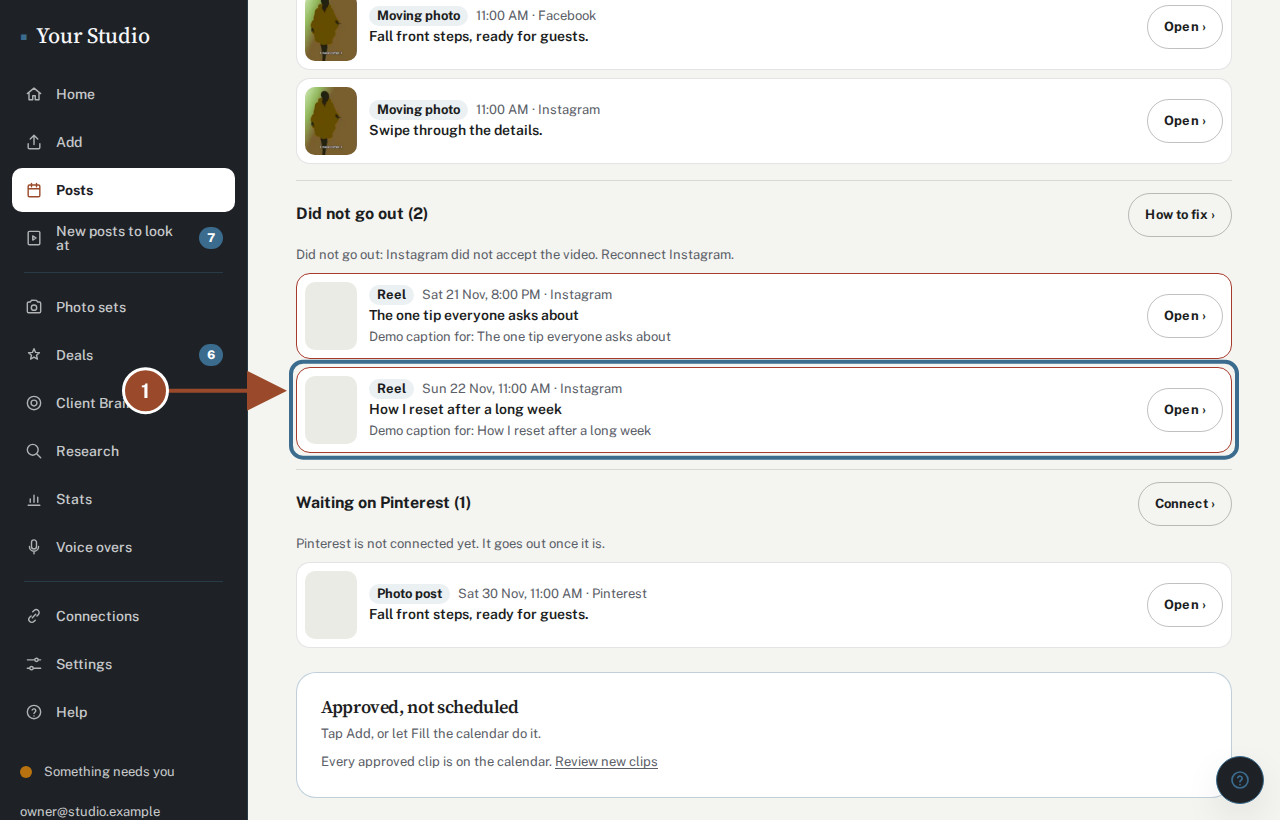 Your Studio
Home
Add
Posts
New posts to look at
7
Photo sets
Deals
6
1
Client Bran
Research
Stats
Voice overs
Connections
Settings
Help
Something needs you
owner@studio.example
Moving photo 11:00 AM · Facebook
Fall front steps, ready for guests.
Open ›
Moving photo 11:00 AM · Instagram
Swipe through the details.
Open ›
Did not go out (2)
How to fix ›
Did not go out: Instagram did not accept the video. Reconnect Instagram.
Reel Sat 21 Nov, 8:00 PM · Instagram
The one tip everyone asks about
Demo caption for: The one tip everyone asks about
Open ›
Reel Sun 22 Nov, 11:00 AM · Instagram
How I reset after a long week
Demo caption for: How I reset after a long week
Open ›
Waiting on Pinterest (1)
Connect ›
Pinterest is not connected yet. It goes out once it is.
Photo post Sat 30 Nov, 11:00 AM · Pinterest
Fall front steps, ready for guests.
Open ›
Approved, not scheduled
Tap Add, or let Fill the calendar do it.
Every approved clip is on the calendar. Review new clips